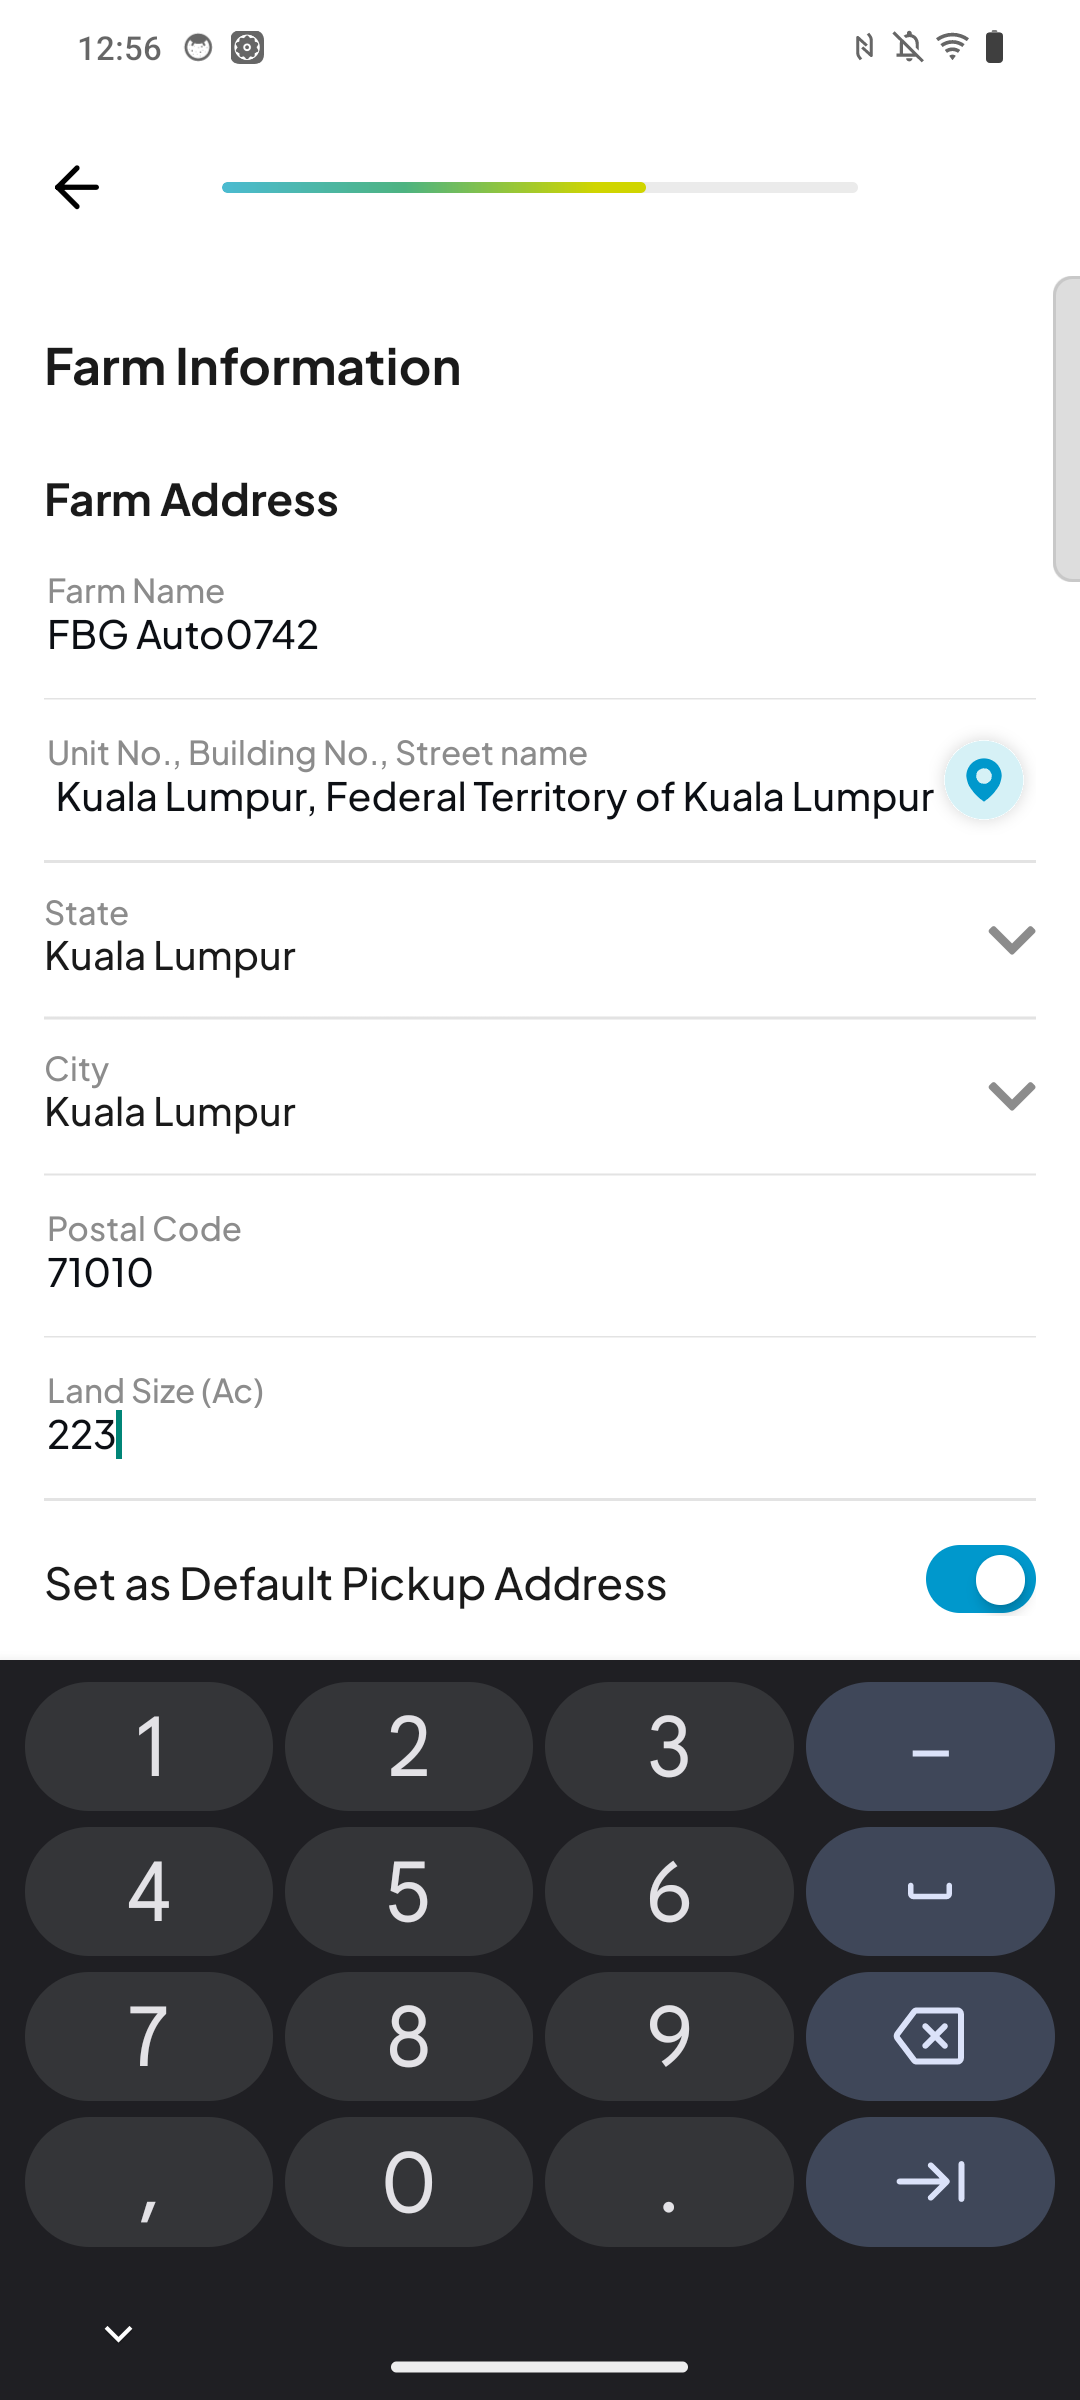 12:56
Farm Information
Farm Address
Farm Name
FBG Auto0742
Unit No., Building No., Street name
Kuala Lumpur, Federal Territory of Kuala Lumpur
State
Kuala Lumpur
City
Kuala Lumpur
Postal Code
71010
Land Size (Ac)
223
Set as Default Pickup Address
1 2 3 –
4 5 6
7 8 9
, 0 .